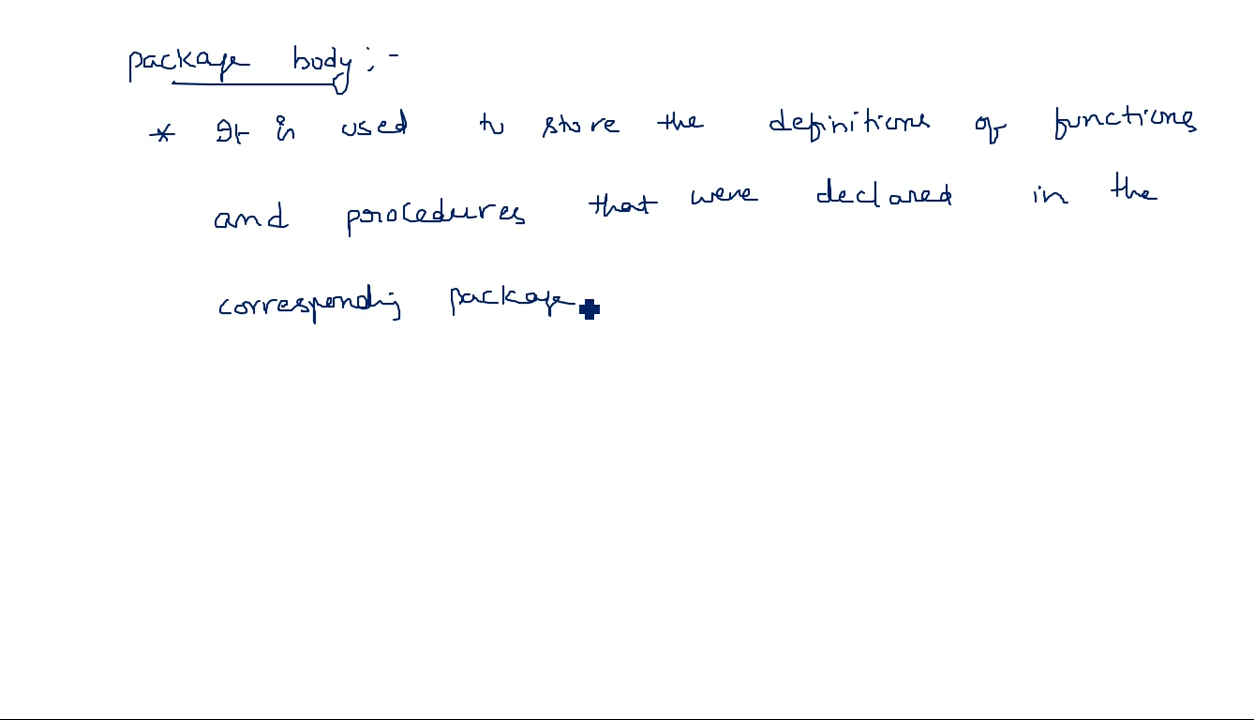 package body :-
* It is used to store the definitions of functions
and procedures that were declared in the
corresponding package